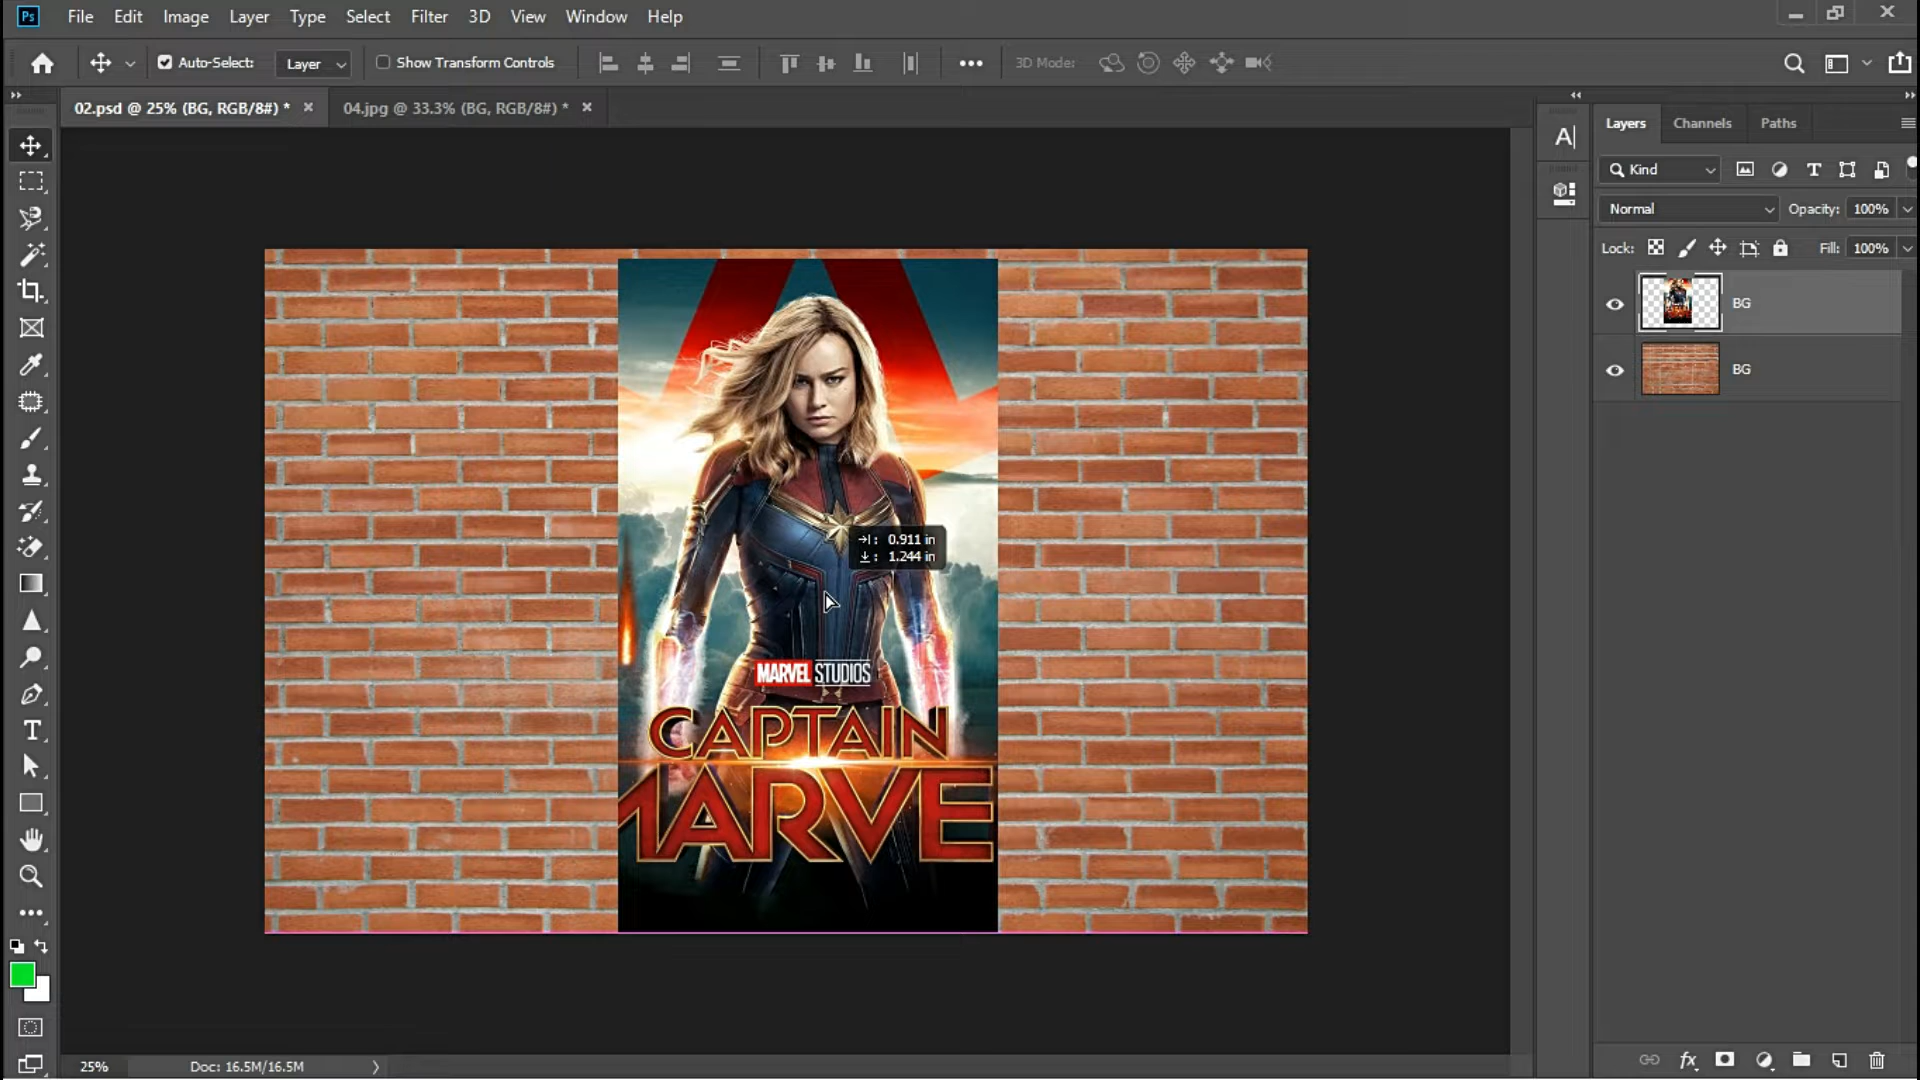 Ps File Edit Image Layer Type Select Filter 3D View Window Help
Auto-Select: Layer Show Transform Controls 3D Mode:
02.psd @ 25% (BG, RGB/8#) * × 04.jpg @ 33.3% (BG, RGB/8#) * ×
Layers Channels Paths
Kind
Normal Opacity: 100%
Lock: Fill: 100%
BG
BG
0.911 in
1.244 in
MARVEL STUDIOS
CAPTAIN
MARVE
25% Doc: 16.5M/16.5M